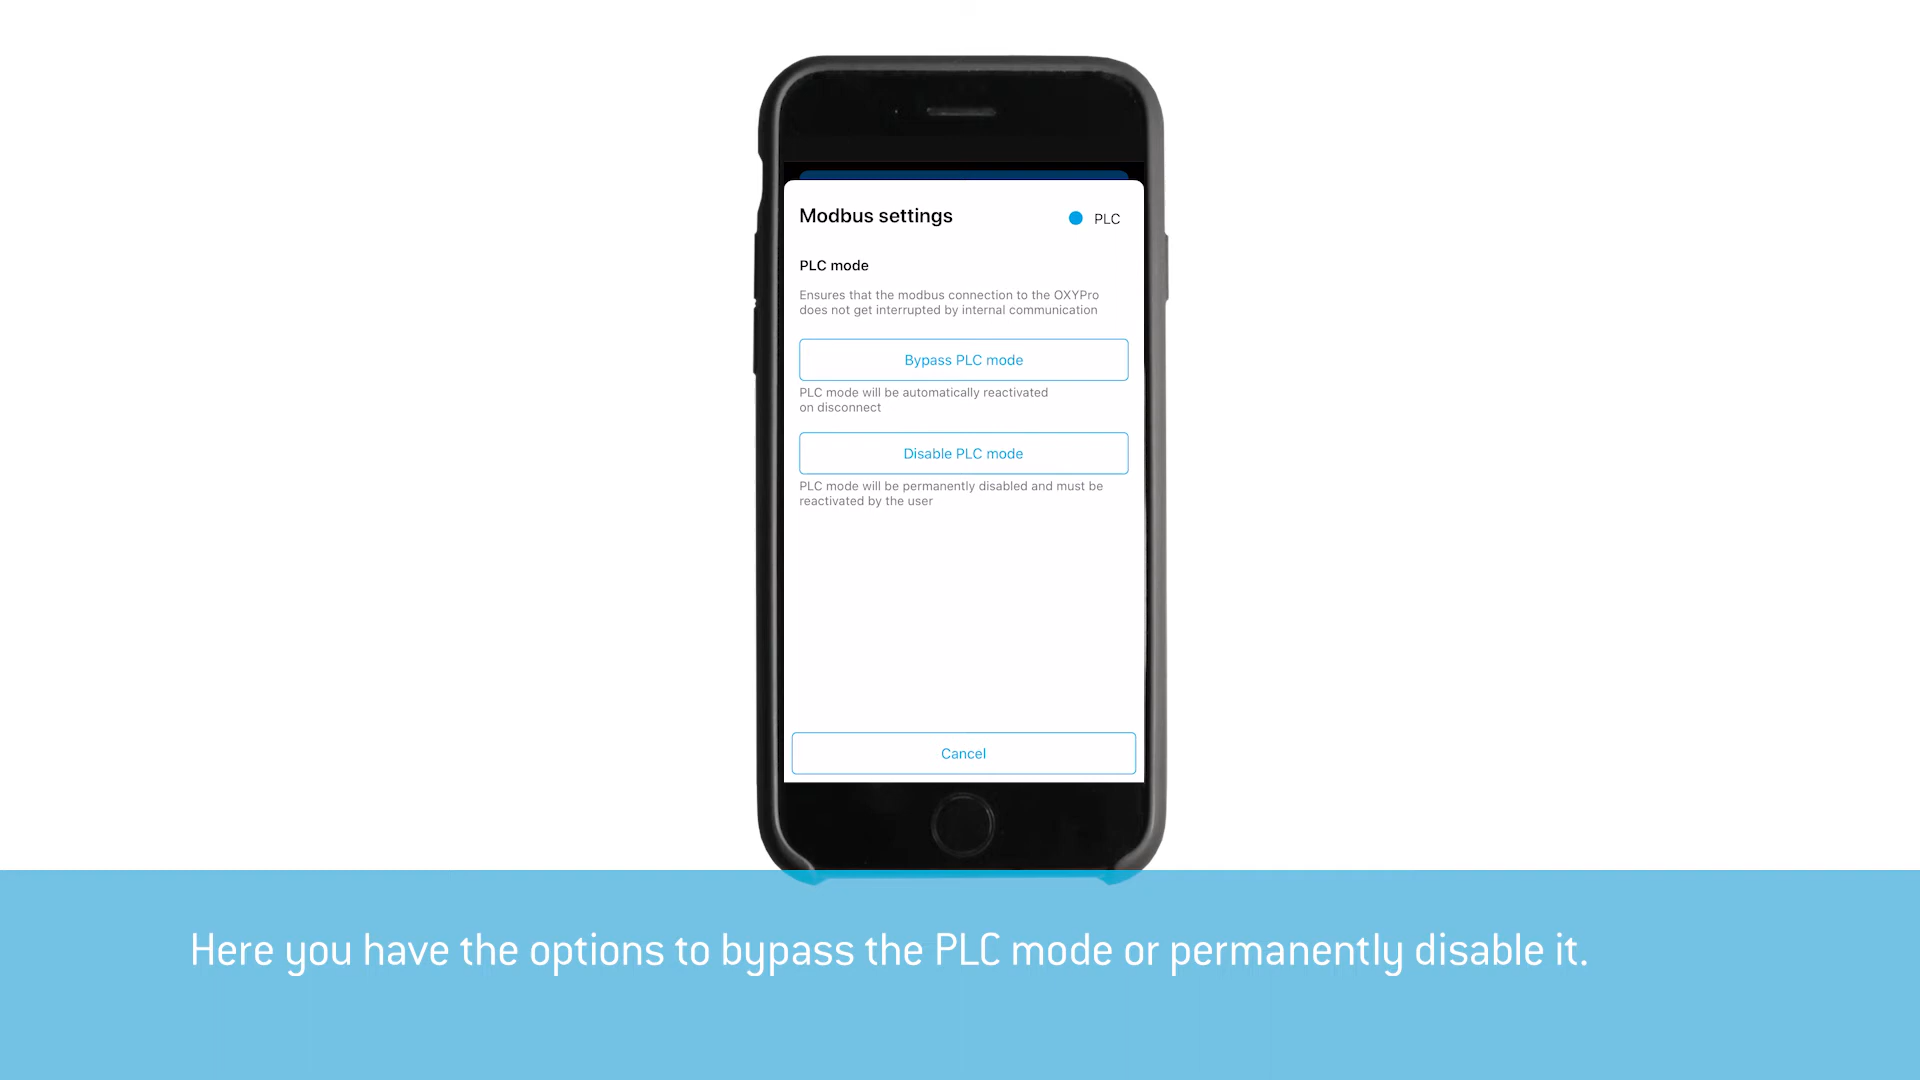 Modbus settings
PLC
PLC mode
Ensures that the modbus connection to the OXYPro
does not get interrupted by internal communication
Bypass PLC mode
PLC mode will be automatically reactivated
on disconnect
Disable PLC mode
PLC mode will be permanently disabled and must be
reactivated by the user
Cancel
Here you have the options to bypass the PLC mode or permanently disable it.